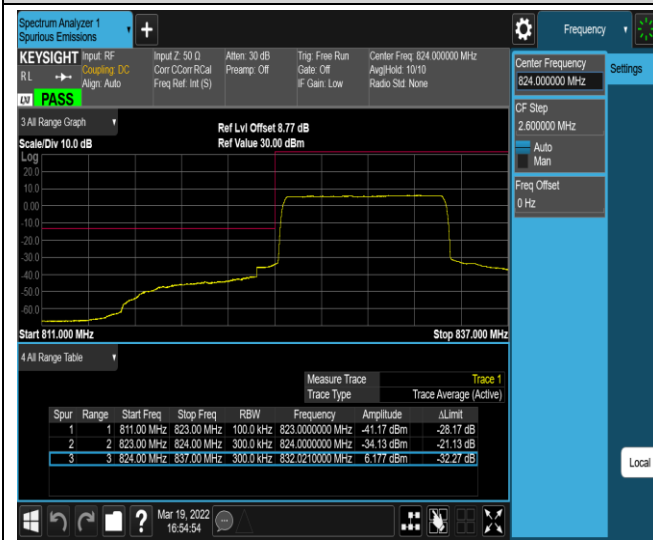 Spectrum Analyzer 1
Spurious Emissions
Frequency
KEYSIGHT
RL
Input: RF
Coupling: DC
Align: Auto
Input Z: 50 Ω
Corr CCorr RCal
Freq Ref: Int (S)
Atten: 30 dB
Preamp: Off
Trig: Free Run
Gate: Off
IF Gain: Low
Center Freq: 824.000000 MHz
Avg|Hold: 10/10
Radio Std: None
LXI PASS
Center Frequency
824.000000 MHz
Settings
CF Step
2.600000 MHz
Auto
Man
Freq Offset
0 Hz
3 All Range Graph
Scale/Div 10.0 dB
Ref Lvl Offset 8.77 dB
Ref Value 30.00 dBm
Log
20.0
10.0
0.00
-10.0
-20.0
-30.0
-40.0
-50.0
-60.0
Start 811.000 MHz
Stop 837.000 MHz
4 All Range Table
Measure Trace Trace 1
Trace Type Trace Average (Active)
Spur Range Start Freq Stop Freq RBW Frequency Amplitude ΔLimit
1 1 811.00 MHz 823.00 MHz 100.0 kHz 823.0000000 MHz -41.17 dBm -28.17 dB
2 2 823.00 MHz 824.00 MHz 300.0 kHz 824.0000000 MHz -34.13 dBm -21.13 dB
3 3 824.00 MHz 837.00 MHz 300.0 kHz 832.0210000 MHz 6.177 dBm -32.27 dB
Local
Mar 19, 2022
16:54:54